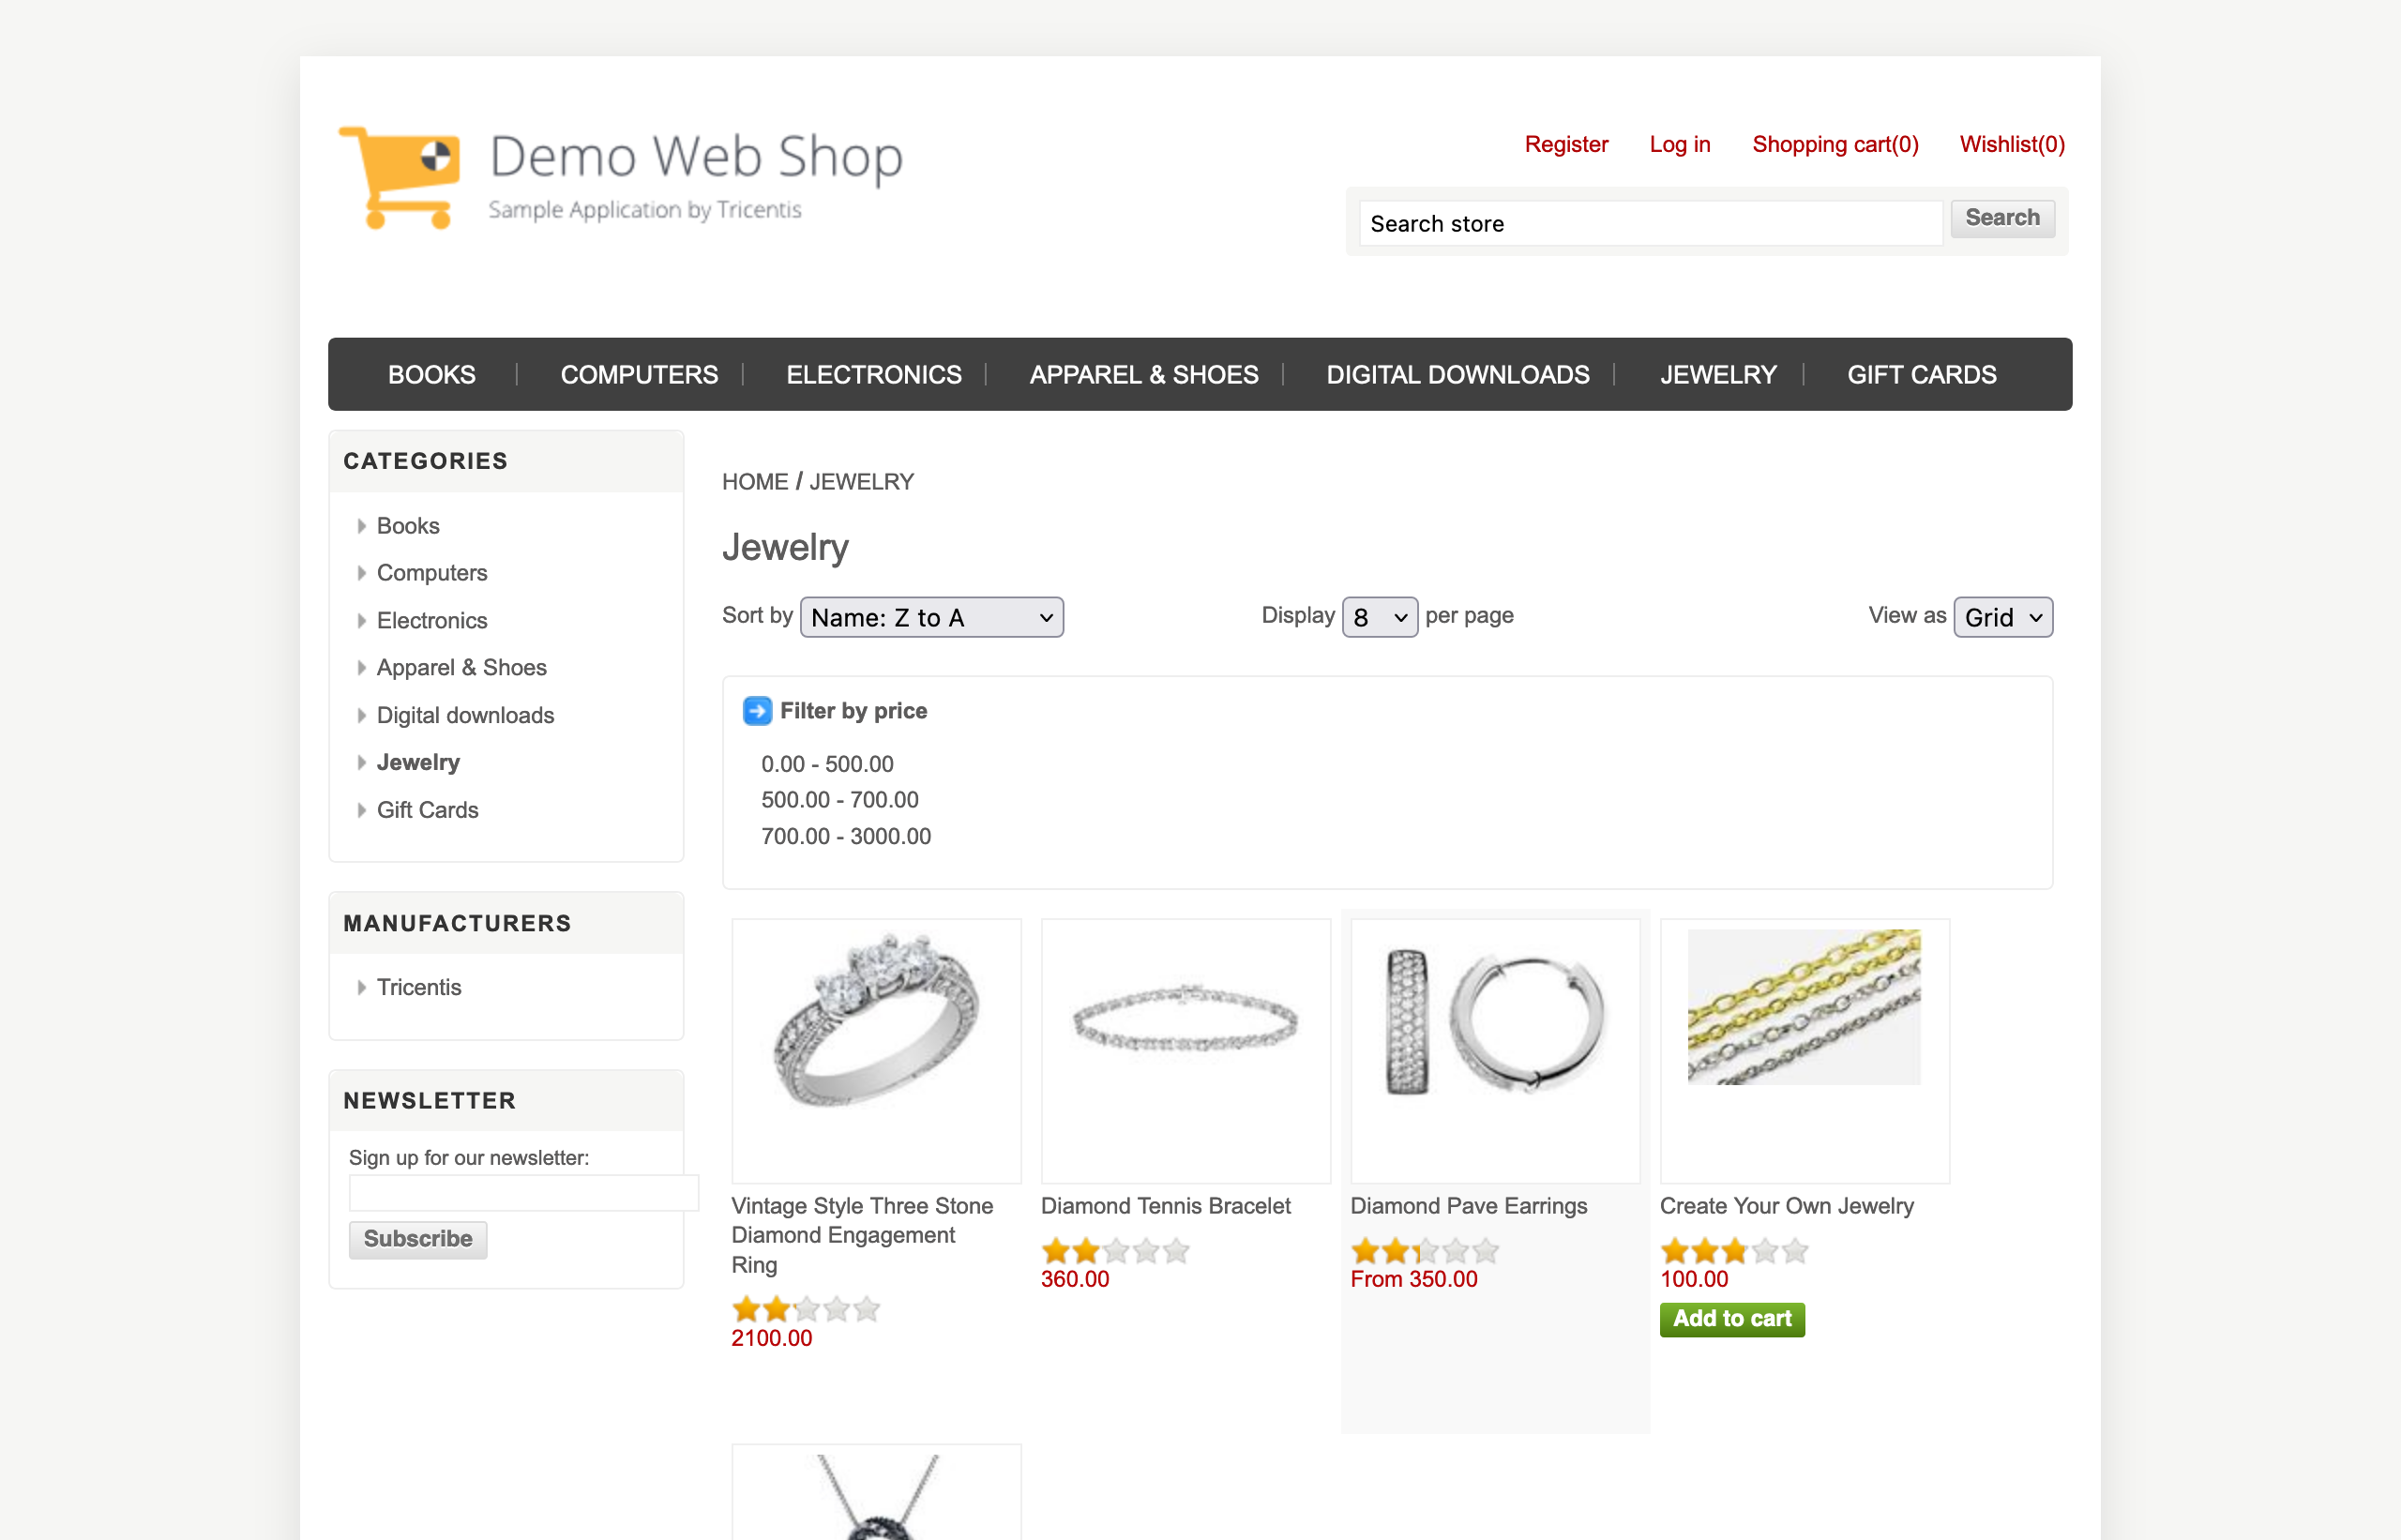 Demo Web Shop
Sample Application by Tricentis
Register Log in Shopping cart(0) Wishlist(0)
Search store Search
BOOKS COMPUTERS ELECTRONICS APPAREL & SHOES DIGITAL DOWNLOADS JEWELRY GIFT CARDS
CATEGORIES
Books
Computers
Electronics
Apparel & Shoes
Digital downloads
Jewelry
Gift Cards
MANUFACTURERS
Tricentis
NEWSLETTER
Sign up for our newsletter:
Subscribe
HOME / JEWELRY
Jewelry
Sort by Name: Z to A Display 8 per page View as Grid
Filter by price
0.00 - 500.00
500.00 - 700.00
700.00 - 3000.00
Vintage Style Three Stone
Diamond Engagement
Ring
2100.00
Diamond Tennis Bracelet
360.00
Diamond Pave Earrings
From 350.00
Create Your Own Jewelry
100.00
Add to cart